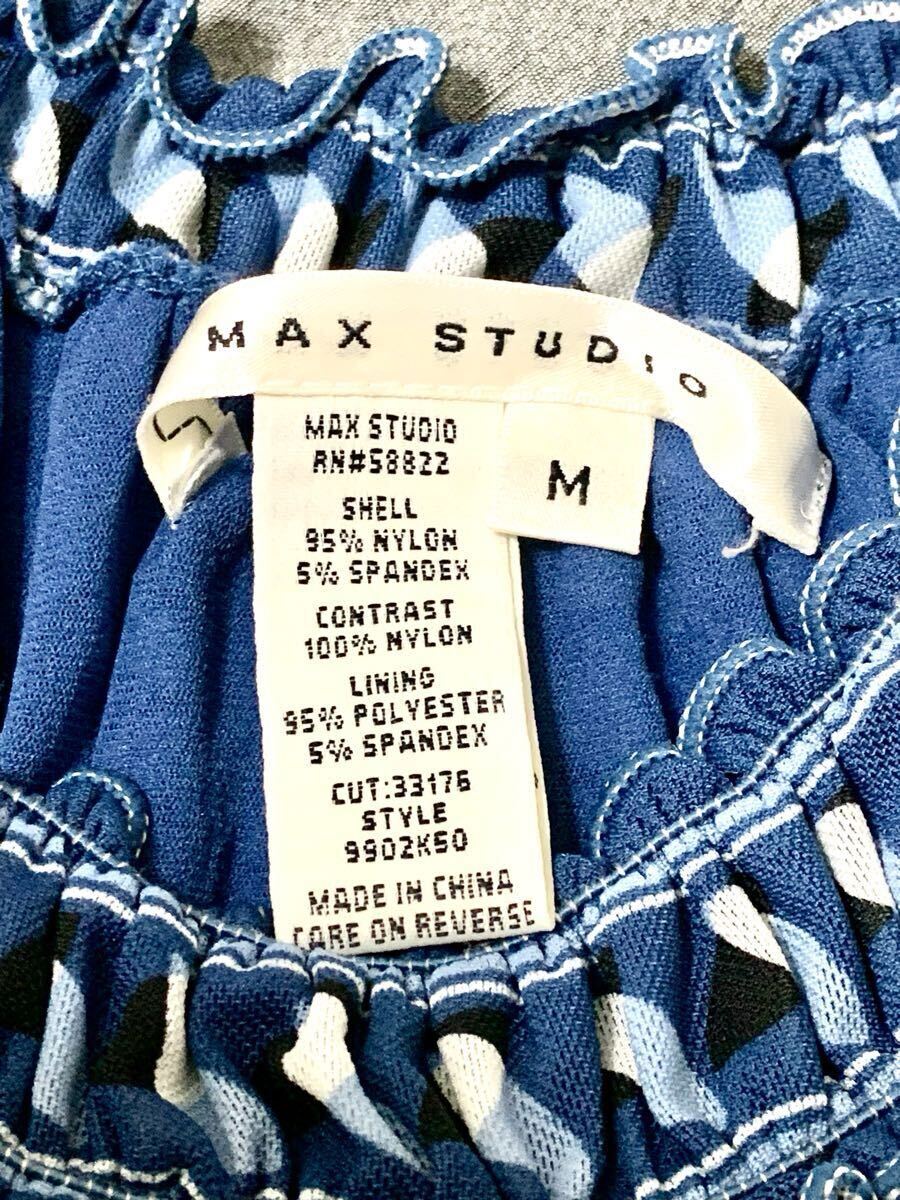 MAX STUDIO
M
MAX STUDIO
RN#58822
SHELL
95% NYLON
5% SPANDEX
CONTRAST
100% NYLON
LINING
95% POLYESTER
5% SPANDEX
CUT:33176
STYLE
9902K50
MADE IN CHINA
CARE ON REVERSE